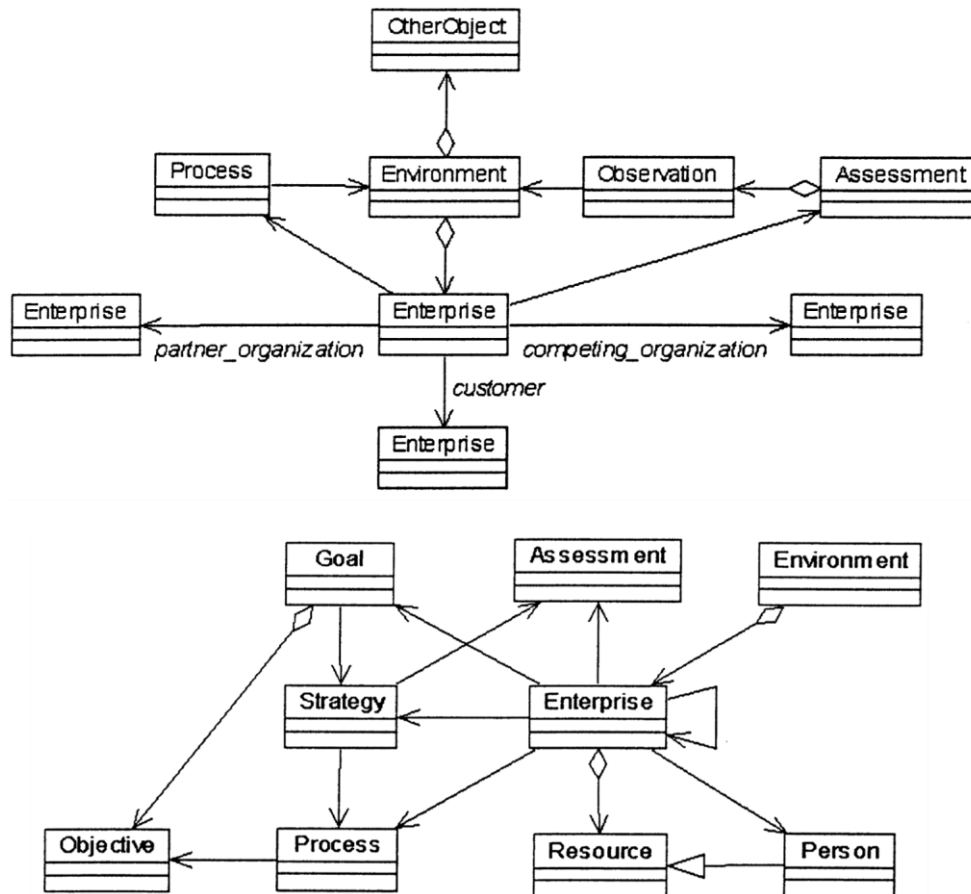 OtherObject
Process
Environment
Observation
Assessment
Enterprise
Enterprise
Enterprise
partner_organization
competing_organization
customer
Enterprise
Goal
Assessment
Environment
Strategy
Enterprise
Objective
Process
Resource
Person